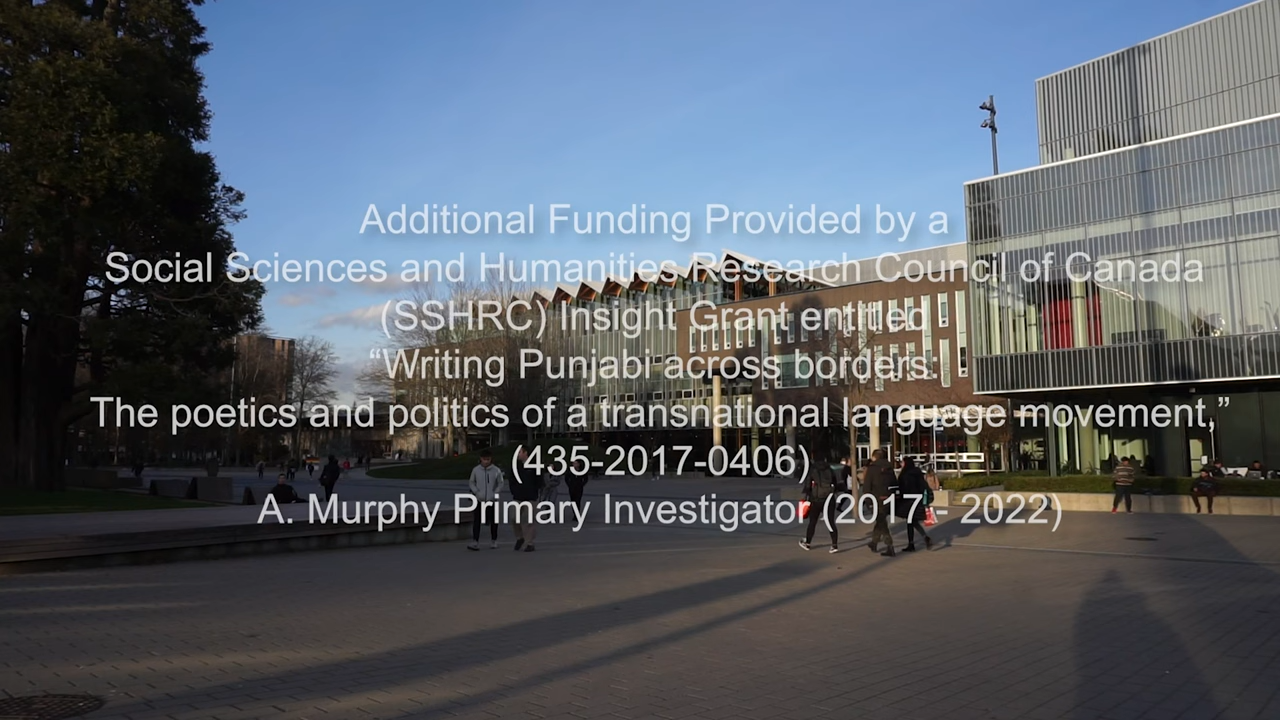 Additional Funding Provided by a
Social Sciences and Humanities Research Council of Canada
(SSHRC) Insight Grant entitled
“Writing Punjabi across borders:
The poetics and politics of a transnational language movement,”
(435-2017-0406)
A. Murphy Primary Investigator (2017 - 2022)